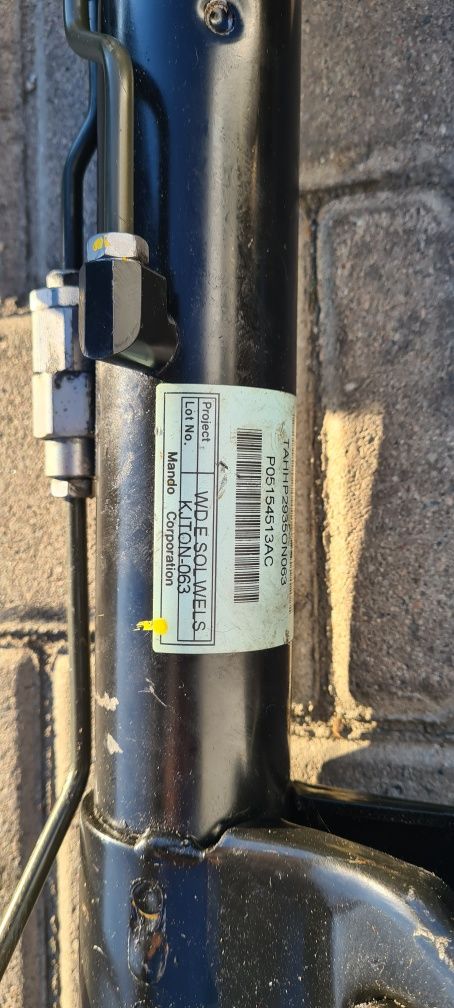 TAHHP2935ON063
P05154513AC
Project : WD.E SOL.WELS
Lot No. KJTON-063
Mando Corporation